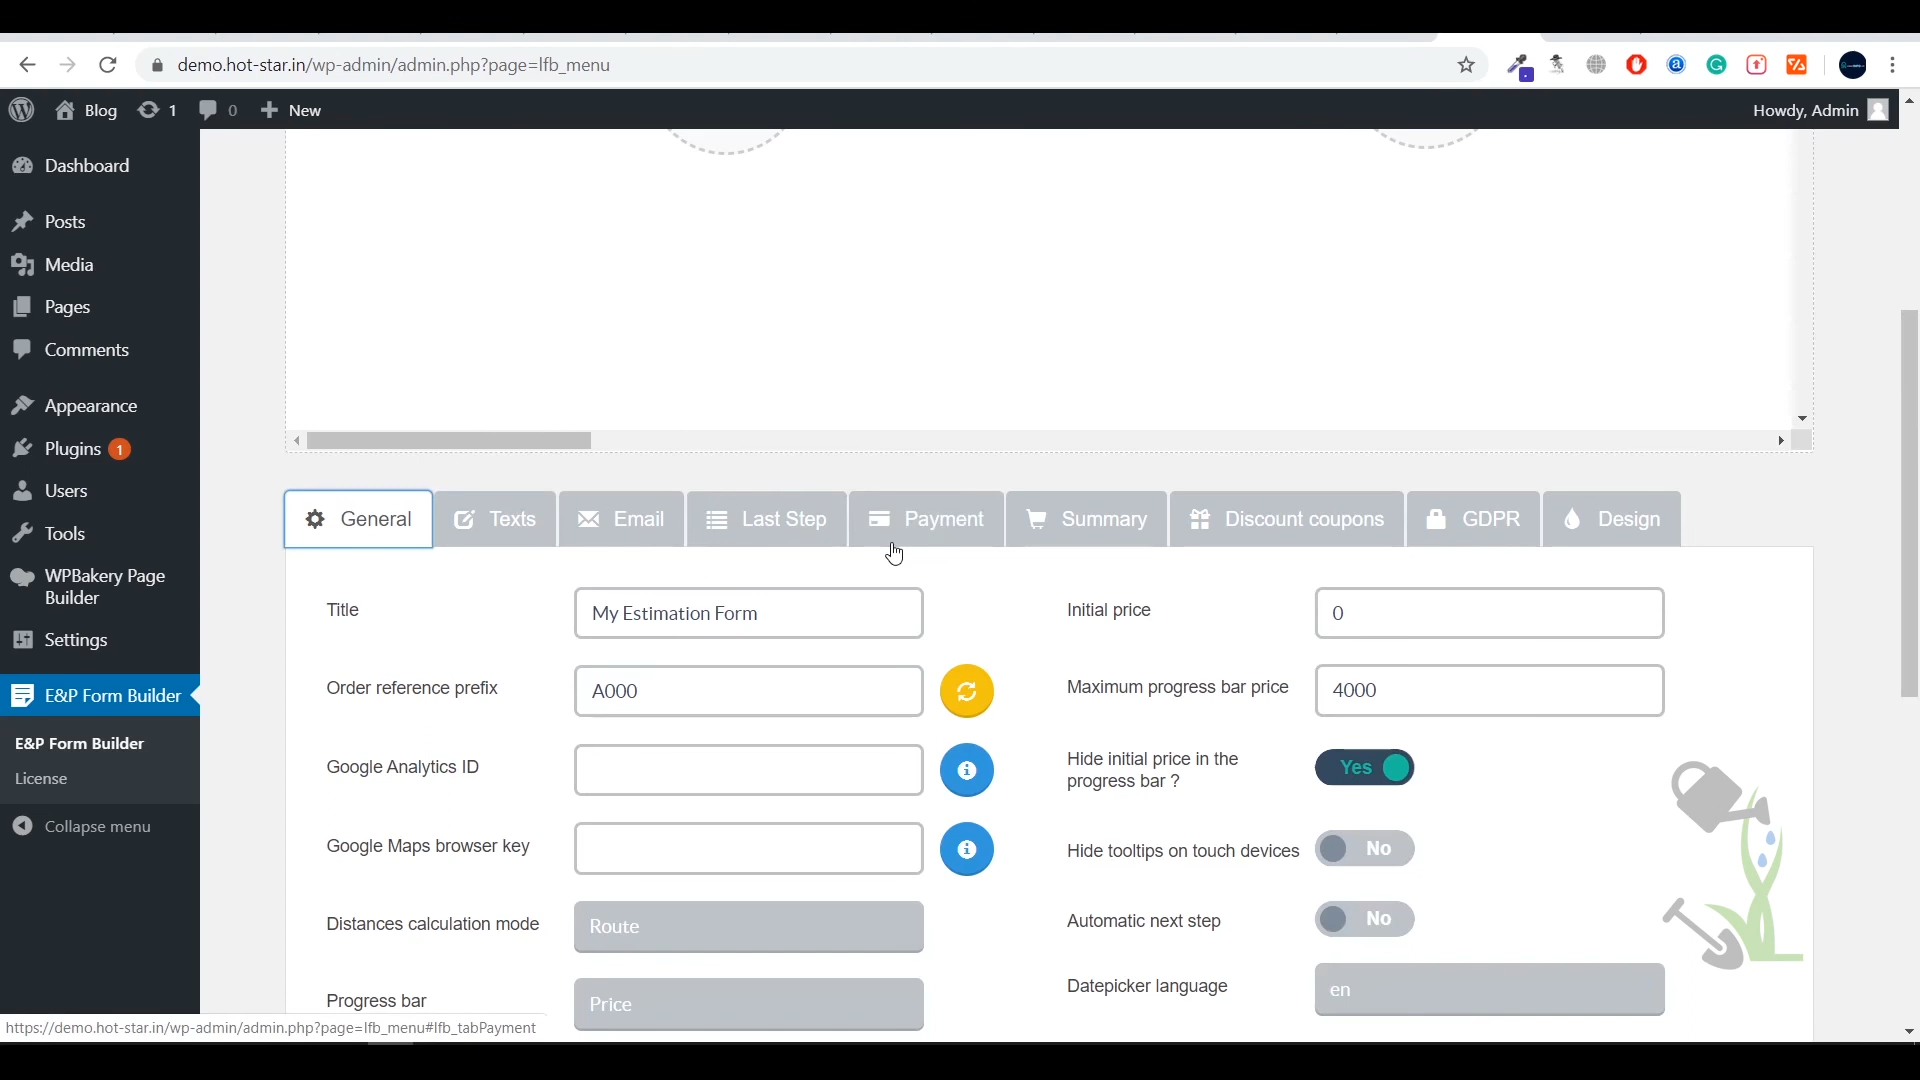 demo.hot-star.in/wp-admin/admin.php?page=lfb_menu
Blog 1 0 New Howdy, Admin
Dashboard
Posts
Media
Pages
Comments
Appearance
Plugins 1
Users
Tools
WPBakery Page
Builder
Settings
E&P Form Builder
E&P Form Builder
License
Collapse menu
General Texts Email Last Step Payment Summary Discount coupons GDPR Design
Title My Estimation Form Initial price 0
Order reference prefix A000 Maximum progress bar price 4000
Google Analytics ID Hide initial price in the
progress bar ? Yes
Google Maps browser key Hide tooltips on touch devices No
Distances calculation mode Route Automatic next step No
Progress bar Price Datepicker language en
https://demo.hot-star.in/wp-admin/admin.php?page=lfb_menu#lfb_tabPayment